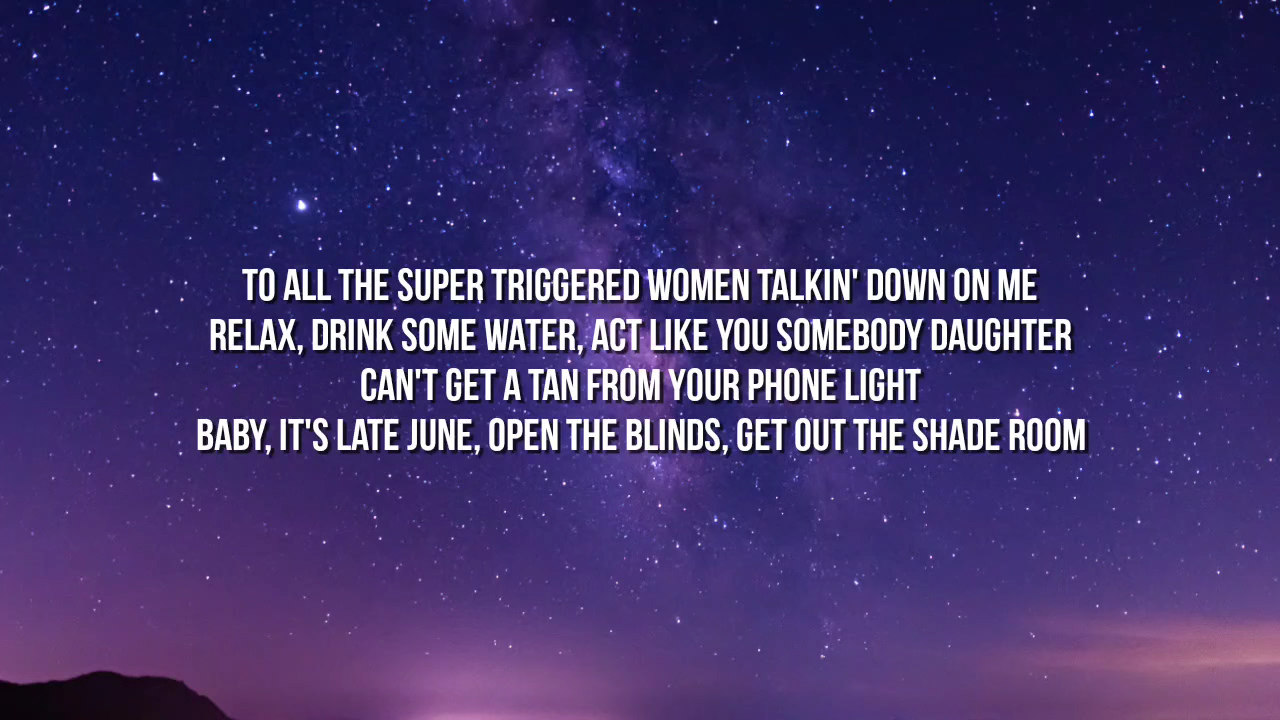 TO ALL THE SUPER TRIGGERED WOMEN TALKIN' DOWN ON ME
RELAX, DRINK SOME WATER, ACT LIKE YOU SOMEBODY DAUGHTER
CAN'T GET A TAN FROM YOUR PHONE LIGHT
BABY, IT'S LATE JUNE, OPEN THE BLINDS, GET OUT THE SHADE ROOM